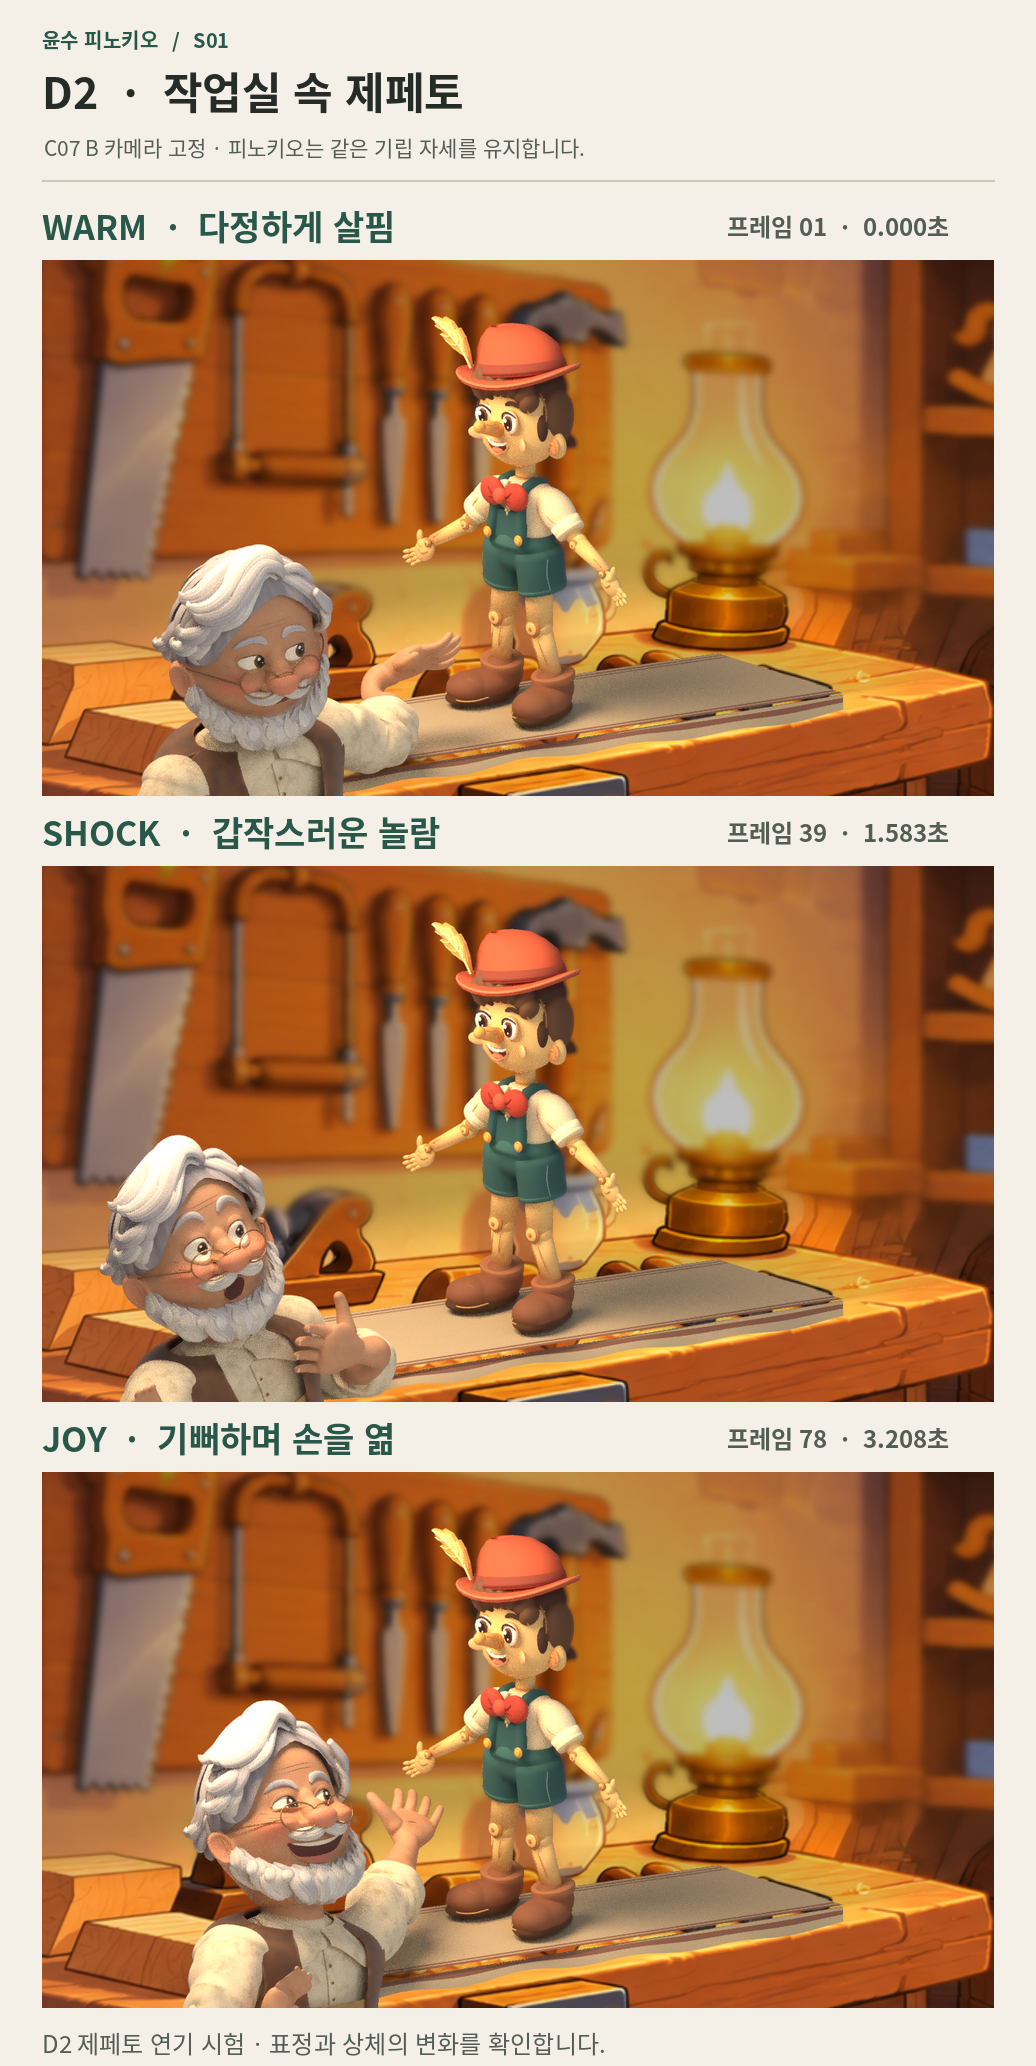 윤수 피노키오 / S01
D2 · 작업실 속 제페토
C07 B 카메라 고정 · 피노키오는 같은 기립 자세를 유지합니다.
WARM · 다정하게 살핌
프레임 01 · 0.000초
SHOCK · 갑작스러운 놀람
프레임 39 · 1.583초
JOY · 기뻐하며 손을 엶
프레임 78 · 3.208초
D2 제페토 연기 시험 · 표정과 상체의 변화를 확인합니다.